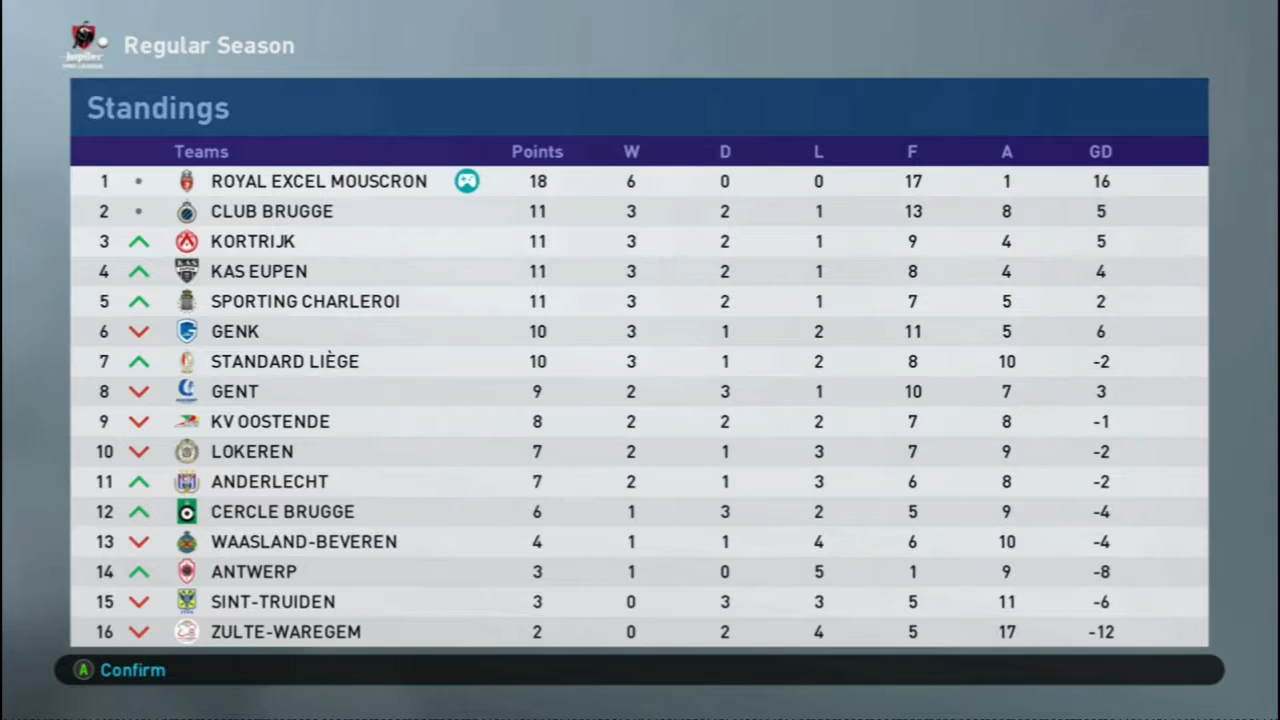 Jupiler
PRO LEAGUE
Regular Season
Standings
Teams Points W D L F A GD
1 ROYAL EXCEL MOUSCRON 18 6 0 0 17 1 16
2 CLUB BRUGGE 11 3 2 1 13 8 5
3 KORTRIJK 11 3 2 1 9 4 5
4 KAS EUPEN 11 3 2 1 8 4 4
5 SPORTING CHARLEROI 11 3 2 1 7 5 2
6 GENK 10 3 1 2 11 5 6
7 STANDARD LIÈGE 10 3 1 2 8 10 -2
8 GENT 9 2 3 1 10 7 3
9 KV OOSTENDE 8 2 2 2 7 8 -1
10 LOKEREN 7 2 1 3 7 9 -2
11 ANDERLECHT 7 2 1 3 6 8 -2
12 CERCLE BRUGGE 6 1 3 2 5 9 -4
13 WAASLAND-BEVEREN 4 1 1 4 6 10 -4
14 ANTWERP 3 1 0 5 1 9 -8
15 SINT-TRUIDEN 3 0 3 3 5 11 -6
16 ZULTE-WAREGEM 2 0 2 4 5 17 -12
A Confirm